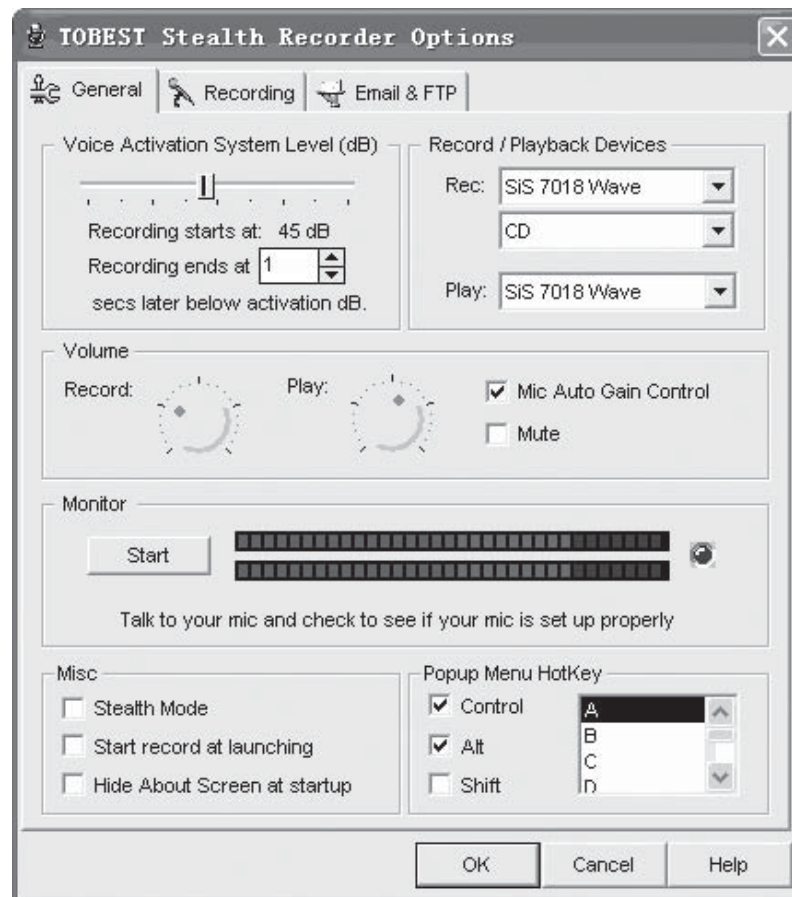 TOBEST Stealth Recorder Options
General
Recording
Email & FTP
Voice Activation System Level (dB)
Recording starts at: 45 dB
Recording ends at 1
secs later below activation dB.
Record / Playback Devices
Rec: SiS 7018 Wave
CD
Play: SiS 7018 Wave
Volume
Record:
Play:
Mic Auto Gain Control
Mute
Monitor
Start
Talk to your mic and check to see if your mic is set up properly
Misc
Stealth Mode
Start record at launching
Hide About Screen at startup
Popup Menu HotKey
Control
Alt
Shift
A
B
C
D
OK
Cancel
Help